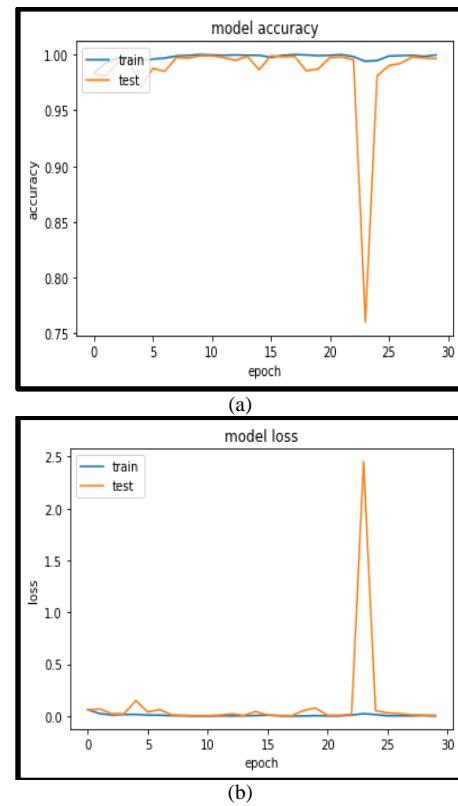 model accuracy
1.00
train
test
0.95
0.90
accuracy
0.85
0.80
0.75
0 5 10 15 20 25 30
epoch
(a)
model loss
2.5
train
test
2.0
1.5
loss
1.0
0.5
0.0
0 5 10 15 20 25 30
epoch
(b)